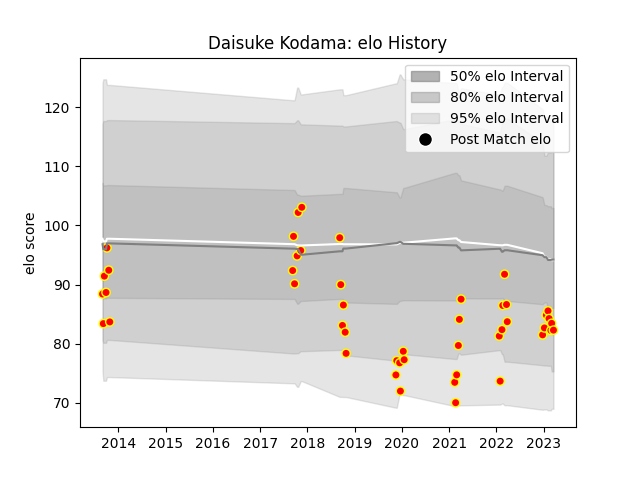 Daisuke Kodama: elo History
50% elo Interval
80% elo Interval
95% elo Interval
Post Match elo
elo score
120
110
100
90
80
70
2014 2015 2016 2017 2018 2019 2020 2021 2022 2023